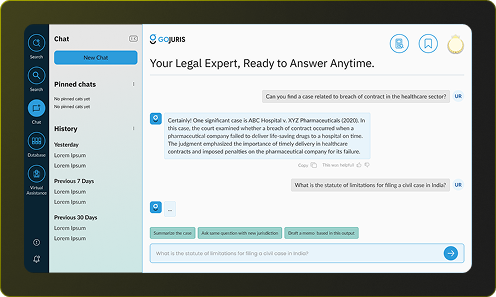 Chat
New Chat
Pinned chats
No pinned cats yet
No pinned cats yet
History
Yesterday
Lorem Ipsum
Lorem Ipsum
Previous 7 Days
Lorem Ipsum
Lorem Ipsum
Previous 30 Days
Lorem Ipsum
Lorem Ipsum
Search
Search
Chat
Database
Virtual
Assistance
GOJURIS
Your Legal Expert, Ready to Answer Anytime.
Can you find a case related to breach of contract in the healthcare sector?
UR
Certainly! One significant case is ABC Hospital v. XYZ Pharmaceuticals (2020). In
this case, the court examined whether a breach of contract occurred when a
pharmaceutical company failed to deliver life-saving drugs to a hospital on time.
The judgment emphasized the importance of timely delivery in healthcare
contracts and imposed penalties on the pharmaceutical company for its failure.
Copy
This was helpful!
What is the statute of limitations for filing a civil case in India?
UR
...
Summarize the case
Ask same question with new jurisdiction
Draft a memo based in this output
What is the statute of limitations for filing a civil case in India?